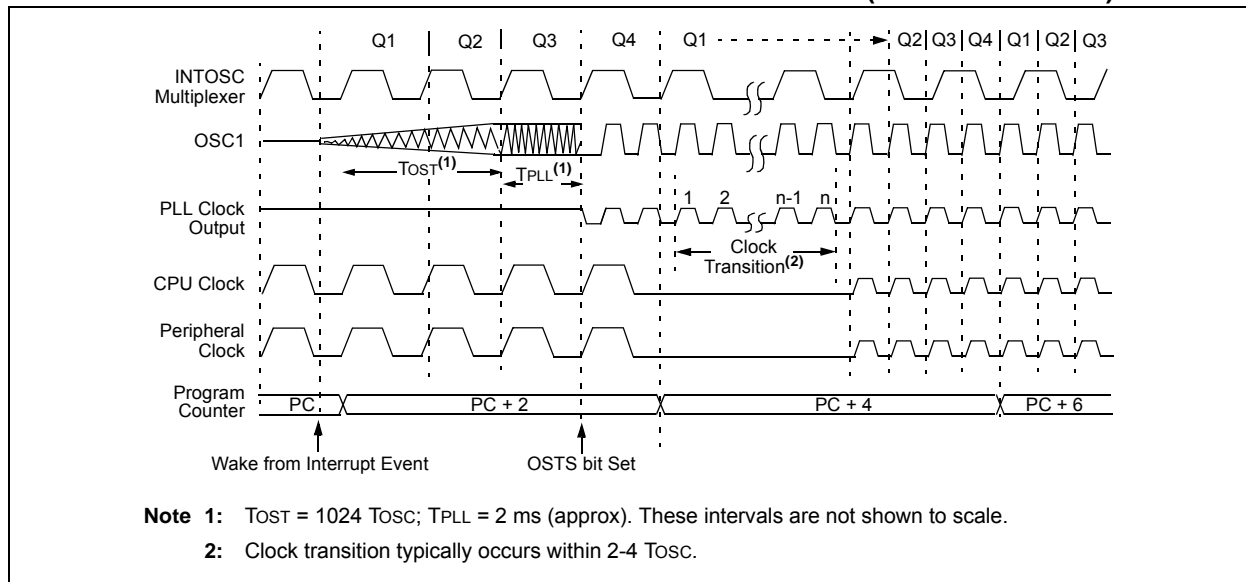 Q1 Q2 Q3 Q4 Q1 Q2 Q3 Q4 Q1 Q2 Q3
INTOSC
Multiplexer
OSC1
TOST(1) TPLL(1)
1 2 n-1 n
PLL Clock
Output
Clock
Transition(2)
CPU Clock
Peripheral
Clock
Program
Counter
PC PC + 2 PC + 4 PC + 6
Wake from Interrupt Event OSTS bit Set
Note 1: TOST = 1024 TOSC; TPLL = 2 ms (approx). These intervals are not shown to scale.
2: Clock transition typically occurs within 2-4 TOSC.